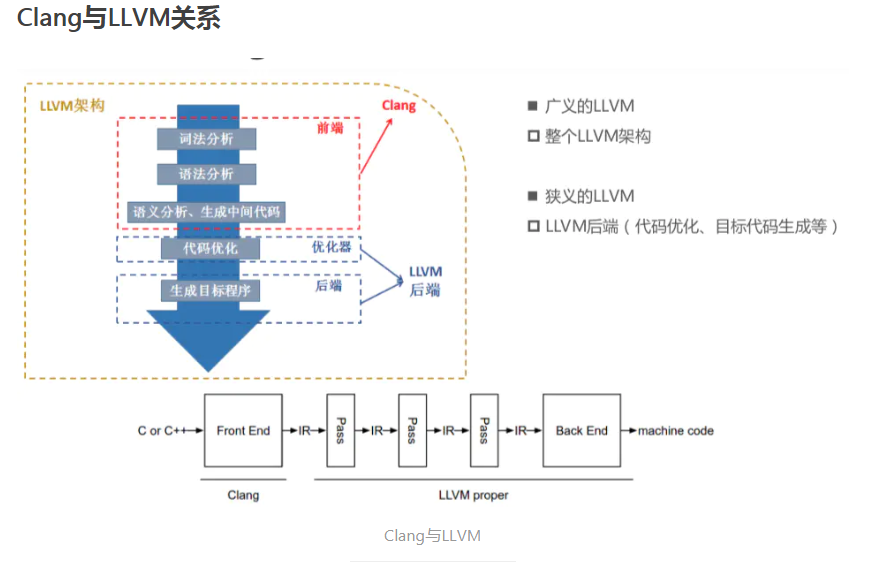 Clang与LLVM关系
LLVM架构
Clang
前端
词法分析
语法分析
语义分析、生成中间代码
代码优化
优化器
生成目标程序
后端
LLVM
后端
■ 广义的LLVM
□ 整个LLVM架构
■ 狭义的LLVM
□ LLVM后端（代码优化、目标代码生成等）
C or C++
Front End
IR
Pass
IR
Pass
IR
Pass
IR
Back End
machine code
Clang
LLVM proper
Clang与LLVM